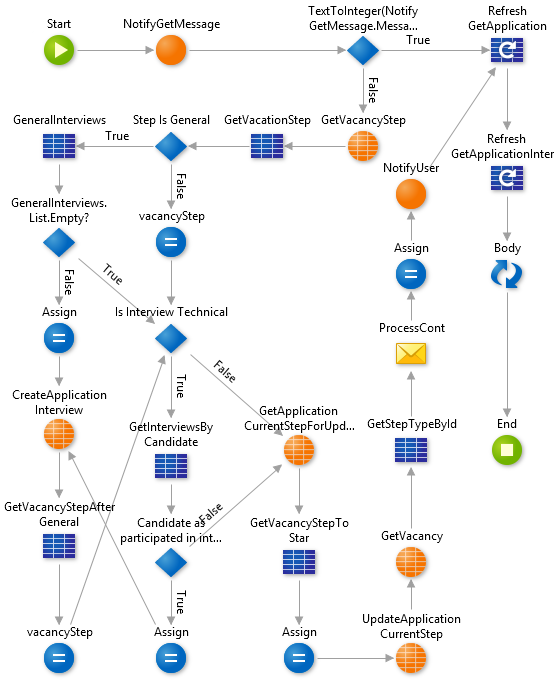 Start
NotifyGetMessage
TextToInteger(Notify
GetMessage.Messa...
True
Refresh
GetApplication
False
GeneralInterviews
True
Step Is General
GetVacationStep
GetVacancyStep
Refresh
GetApplicationInter
False
NotifyUser
GeneralInterviews.
List.Empty?
vacancyStep
Assign
Body
False
True
Assign
Is Interview Technical
ProcessCont
True
False
CreateApplication
Interview
GetInterviewsBy
Candidate
GetApplication
CurrentStepForUpd...
GetStepTypeById
End
GetVacancyStepAfter
General
Candidate as
participated in int...
False
GetVacancyStepTo
Star
GetVacancy
True
vacancyStep
Assign
Assign
UpdateApplication
CurrentStep